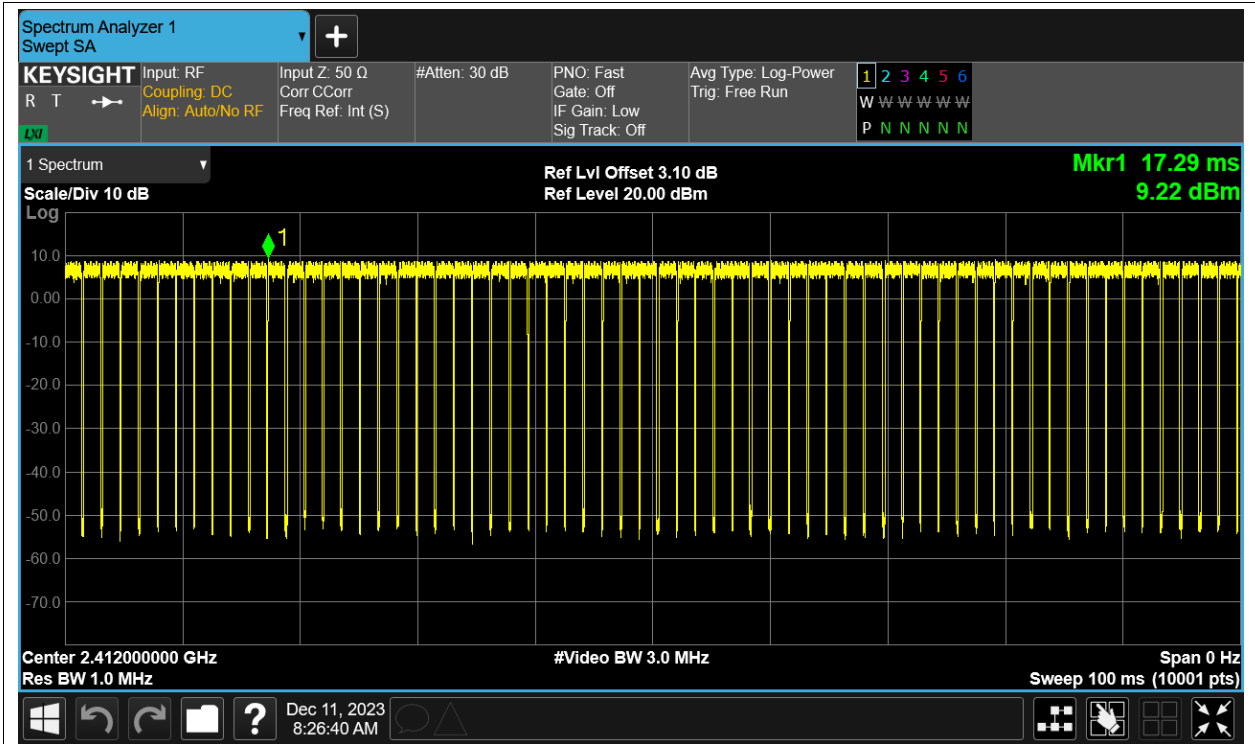 Spectrum Analyzer 1
Swept SA
KEYSIGHT
R T
LXI
Input: RF
Coupling: DC
Align: Auto/No RF
Input Z: 50 Ω
Corr CCorr
Freq Ref: Int (S)
#Atten: 30 dB
PNO: Fast
Gate: Off
IF Gain: Low
Sig Track: Off
Avg Type: Log-Power
Trig: Free Run
1 2 3 4 5 6
W W W W W W
P N N N N N
1 Spectrum
Scale/Div 10 dB
Log
Ref Lvl Offset 3.10 dB
Ref Level 20.00 dBm
Mkr1 17.29 ms
9.22 dBm
1
10.0
0.00
-10.0
-20.0
-30.0
-40.0
-50.0
-60.0
-70.0
Center 2.412000000 GHz
Res BW 1.0 MHz
#Video BW 3.0 MHz
Span 0 Hz
Sweep 100 ms (10001 pts)
?
Dec 11, 2023
8:26:40 AM